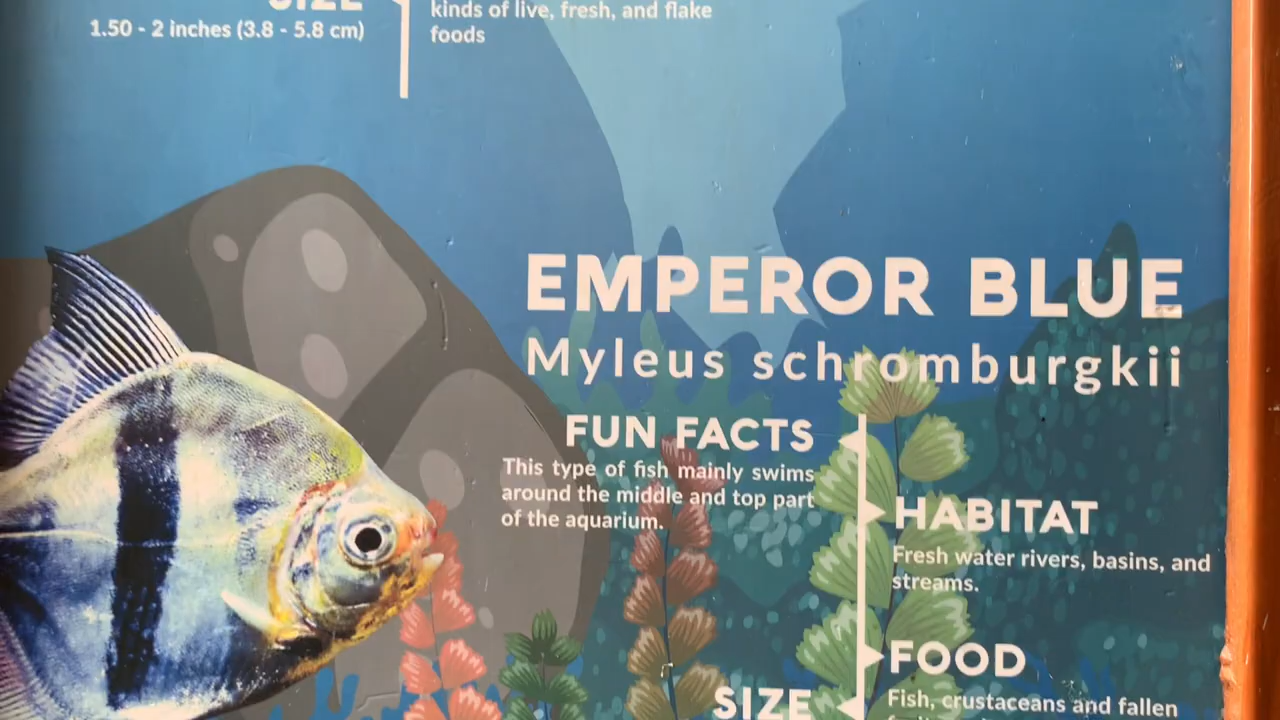 SIZE
1.50 - 2 inches (3.8 - 5.8 cm)
kinds of live, fresh, and flake
foods
EMPEROR BLUE
Myleus schromburgkii
FUN FACTS
This type of fish mainly swims
around the middle and top part
of the aquarium.
HABITAT
Fresh water rivers, basins, and
streams.
FOOD
Fish, crustaceans and fallen
SIZE